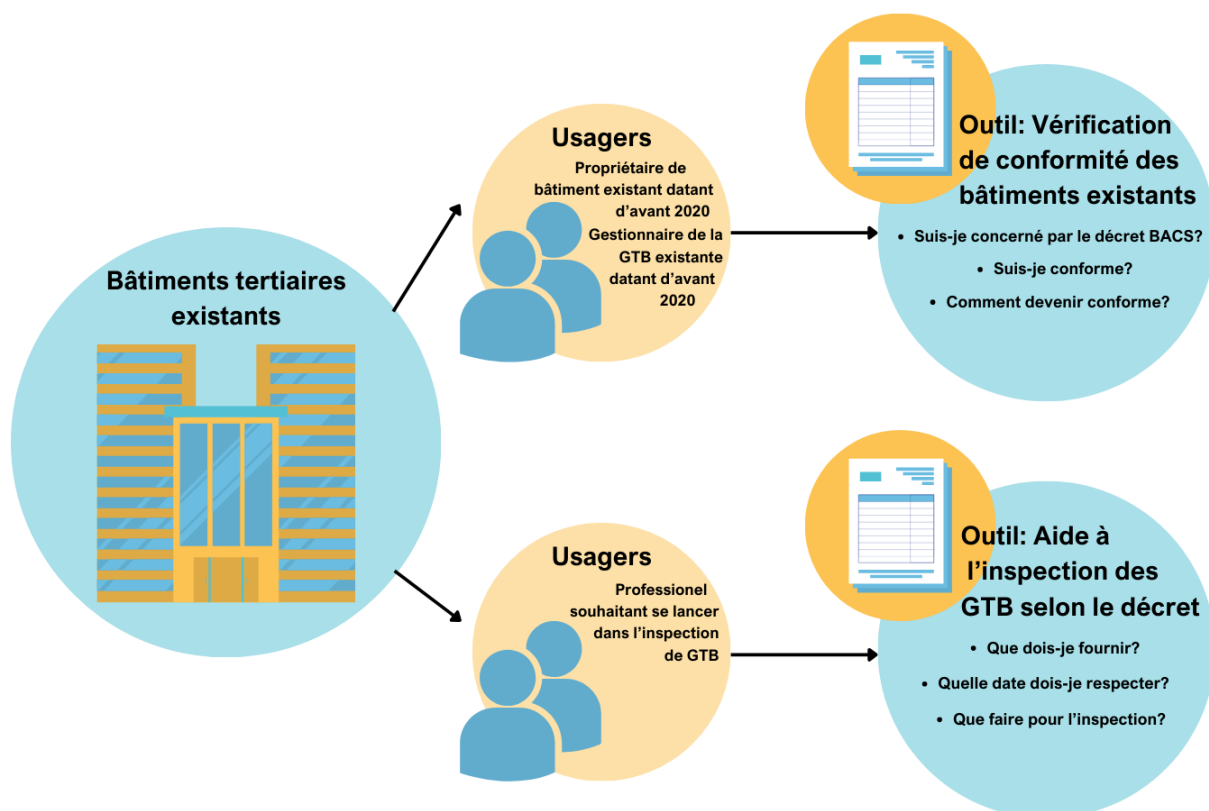 Bâtiments tertiaires
existants
Usagers
Propriétaire de
bâtiment existant datant
d'avant 2020
Gestionnaire de la
GTB existante
datant d'avant
2020
Outil: Vérification
de conformité des
bâtiments existants
• Suis-je concerné par le décret BACS?
• Suis-je conforme?
• Comment devenir conforme?
Usagers
Professionel
souhaitant se lancer
dans l'inspection
de GTB
Outil: Aide à
l'inspection des
GTB selon le décret
• Que dois-je fournir?
• Quelle date dois-je respecter?
• Que faire pour l'inspection?